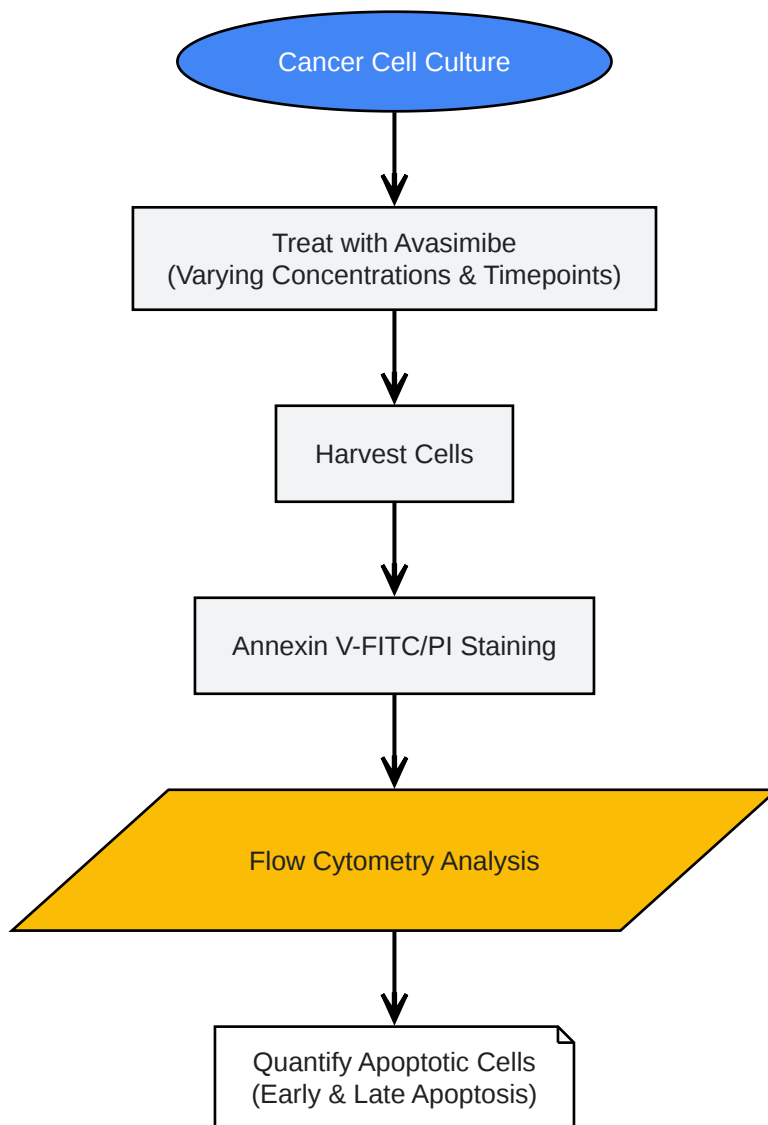 Cancer Cell Culture
Treat with Avasimibe
(Varying Concentrations & Timepoints)
Harvest Cells
Annexin V-FITC/PI Staining
Flow Cytometry Analysis
Quantify Apoptotic Cells
(Early & Late Apoptosis)